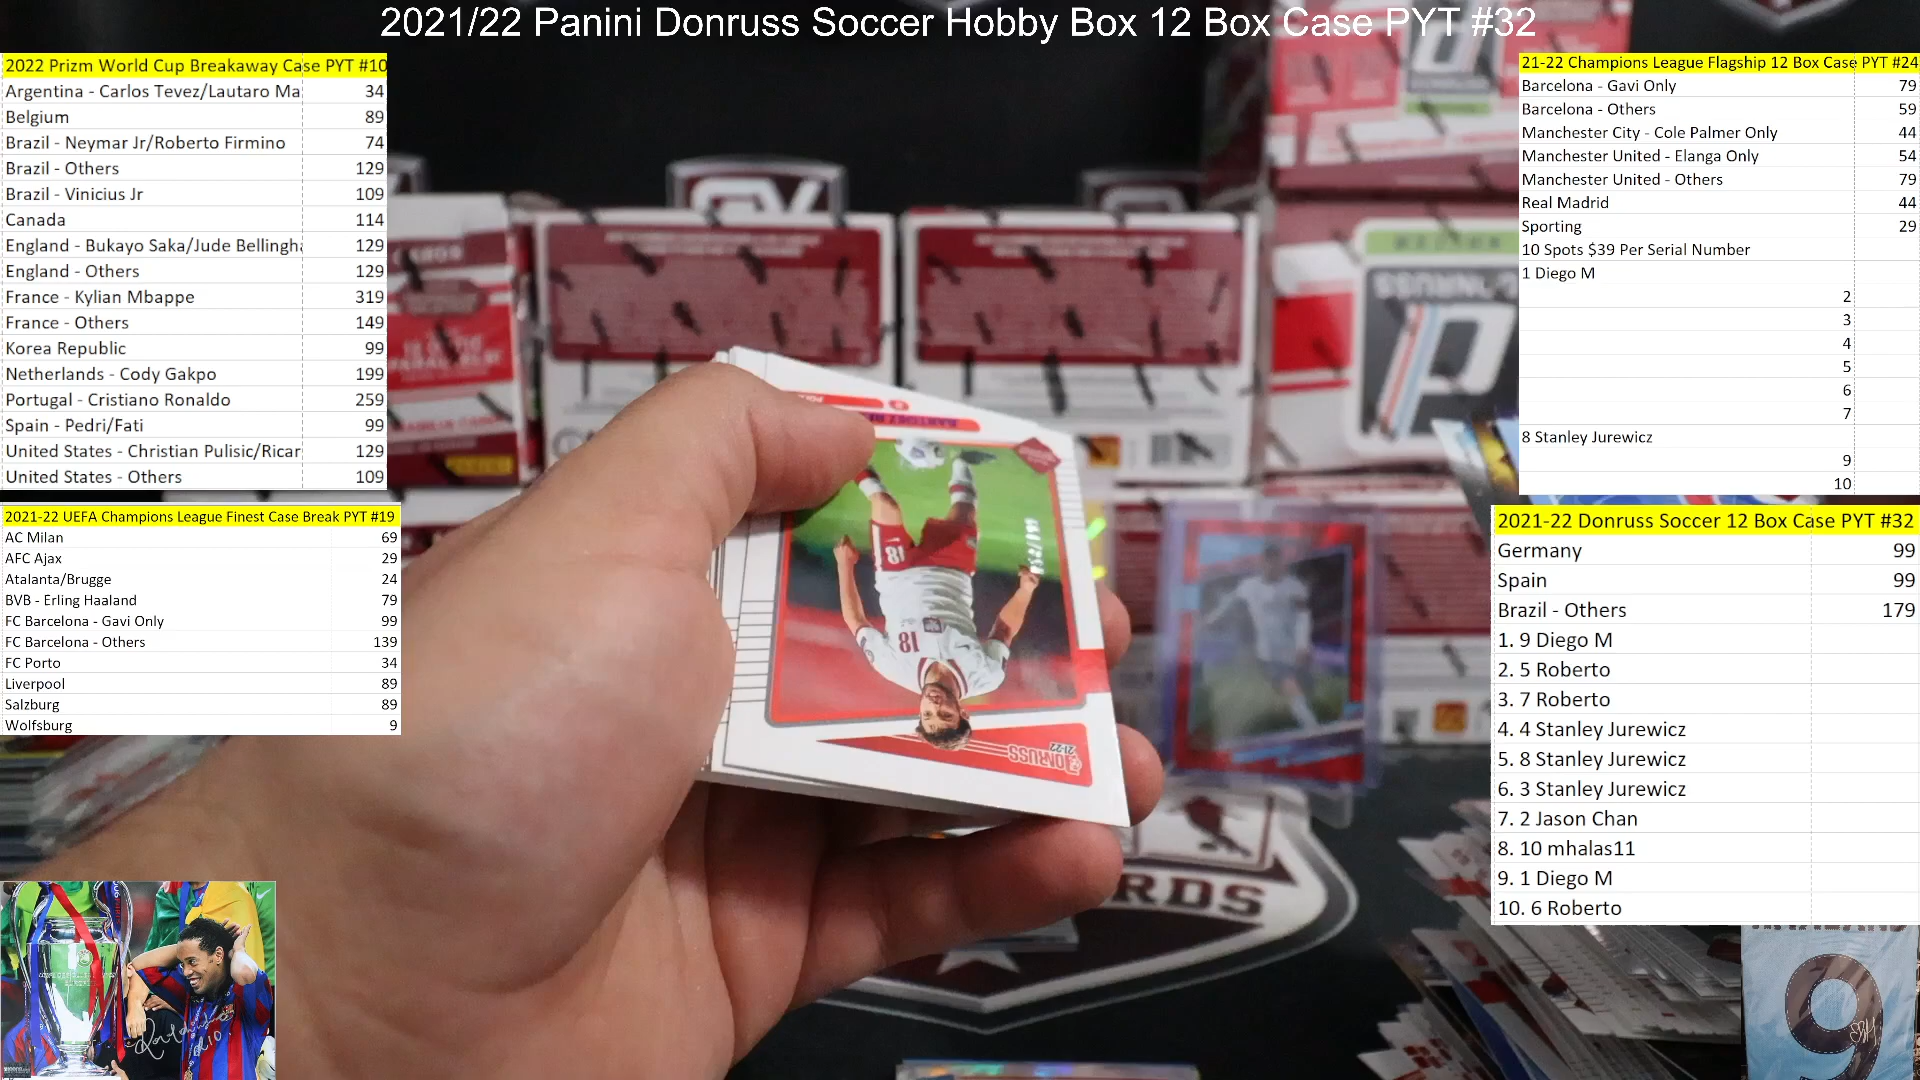 2021/22 Panini Donruss Soccer Hobby Box 12 Box Case PYT #32
2022 Prizm World Cup Breakaway Case PYT #10
Argentina - Carlos Tevez/Lautaro Ma 34
Belgium 89
Brazil - Neymar Jr/Roberto Firmino 74
Brazil - Others 129
Brazil - Vinicius Jr 109
Canada 114
England - Bukayo Saka/Jude Bellingh 129
England - Others 129
France - Kylian Mbappe 319
France - Others 149
Korea Republic 99
Netherlands - Cody Gakpo 199
Portugal - Cristiano Ronaldo 259
Spain - Pedri/Fati 99
United States - Christian Pulisic/Ricar 129
United States - Others 109
2021-22 UEFA Champions League Finest Case Break PYT #19
AC Milan 69
AFC Ajax 29
Atalanta/Brugge 24
BVB - Erling Haaland 79
FC Barcelona - Gavi Only 99
FC Barcelona - Others 139
FC Porto 34
Liverpool 89
Salzburg 89
Wolfsburg 9
21-22 Champions League Flagship 12 Box Case PYT #24
Barcelona - Gavi Only 79
Barcelona - Others 59
Manchester City - Cole Palmer Only 44
Manchester United - Elanga Only 54
Manchester United - Others 79
Real Madrid 44
Sporting 29
10 Spots $39 Per Serial Number
1 Diego M
2
3
4
5
6
7
8 Stanley Jurewicz
9
10
2021-22 Donruss Soccer 12 Box Case PYT #32
Germany 99
Spain 99
Brazil - Others 179
1. 9 Diego M
2. 5 Roberto
3. 7 Roberto
4. 4 Stanley Jurewicz
5. 8 Stanley Jurewicz
6. 3 Stanley Jurewicz
7. 2 Jason Chan
8. 10 mhalas11
9. 1 Diego M
10. 6 Roberto
DONRUSS
21-22
18
18
DONRUSS
RDS
9